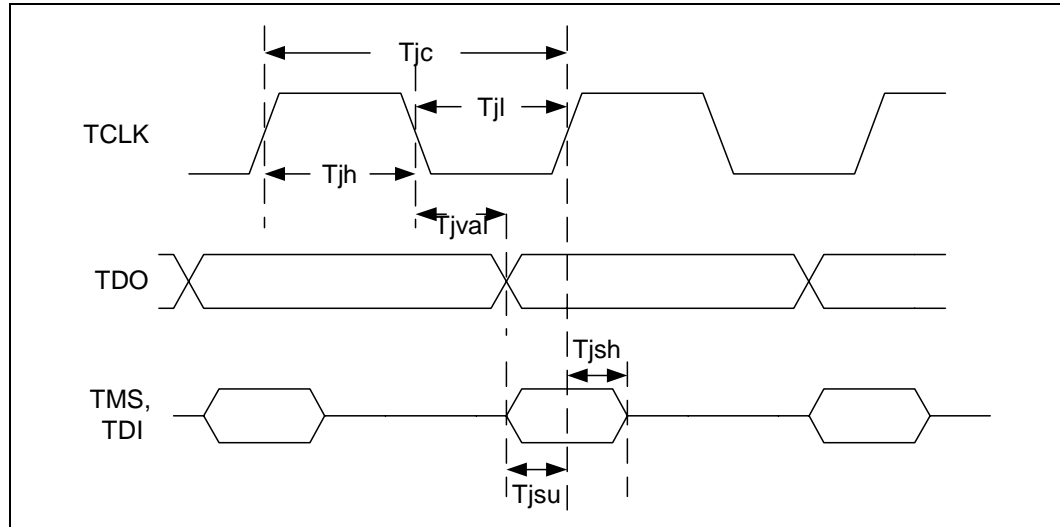 Tjc
TCLK
Tjl
Tjh
Tjval
TDO
Tjsh
TMS,
TDI
Tjsu